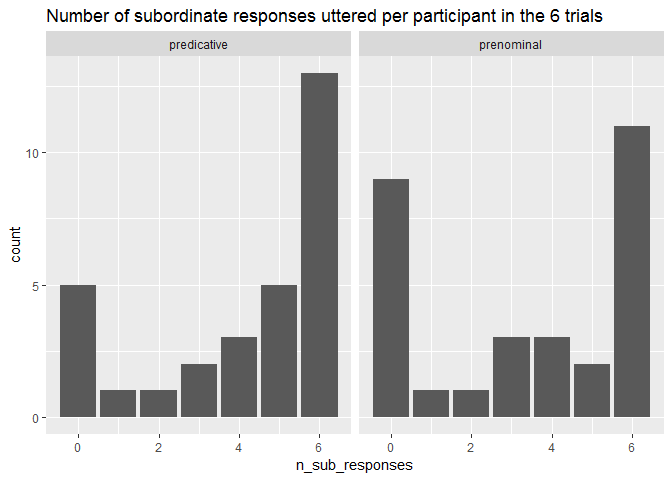 Number of subordinate responses uttered per participant in the 6 trials
predicative prenominal
10
5
0
count
0 2 4 6 0 2 4 6
n_sub_responses